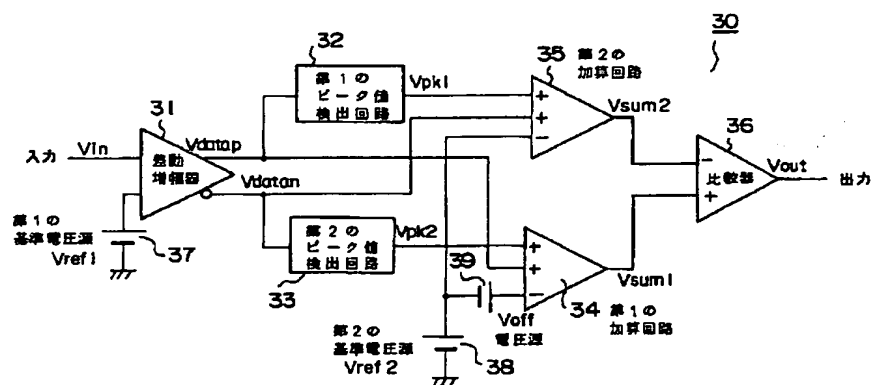 30
32
第1の
ピーク値
検出回路
Vpk1
35
第2の
加算回路
+
+
−
Vsum2
31
入力
Vin
差動
増幅器
Vdatap
Vdatan
36
−
比較器
+
Vout
出力
第1の
基準電圧源
Vref1
37
第2の
ピーク値
検出回路
33
Vpk2
39
+
+
−
Vsum1
34
第1の
加算回路
Voff
電圧源
第2の
基準電圧源
Vref2
38